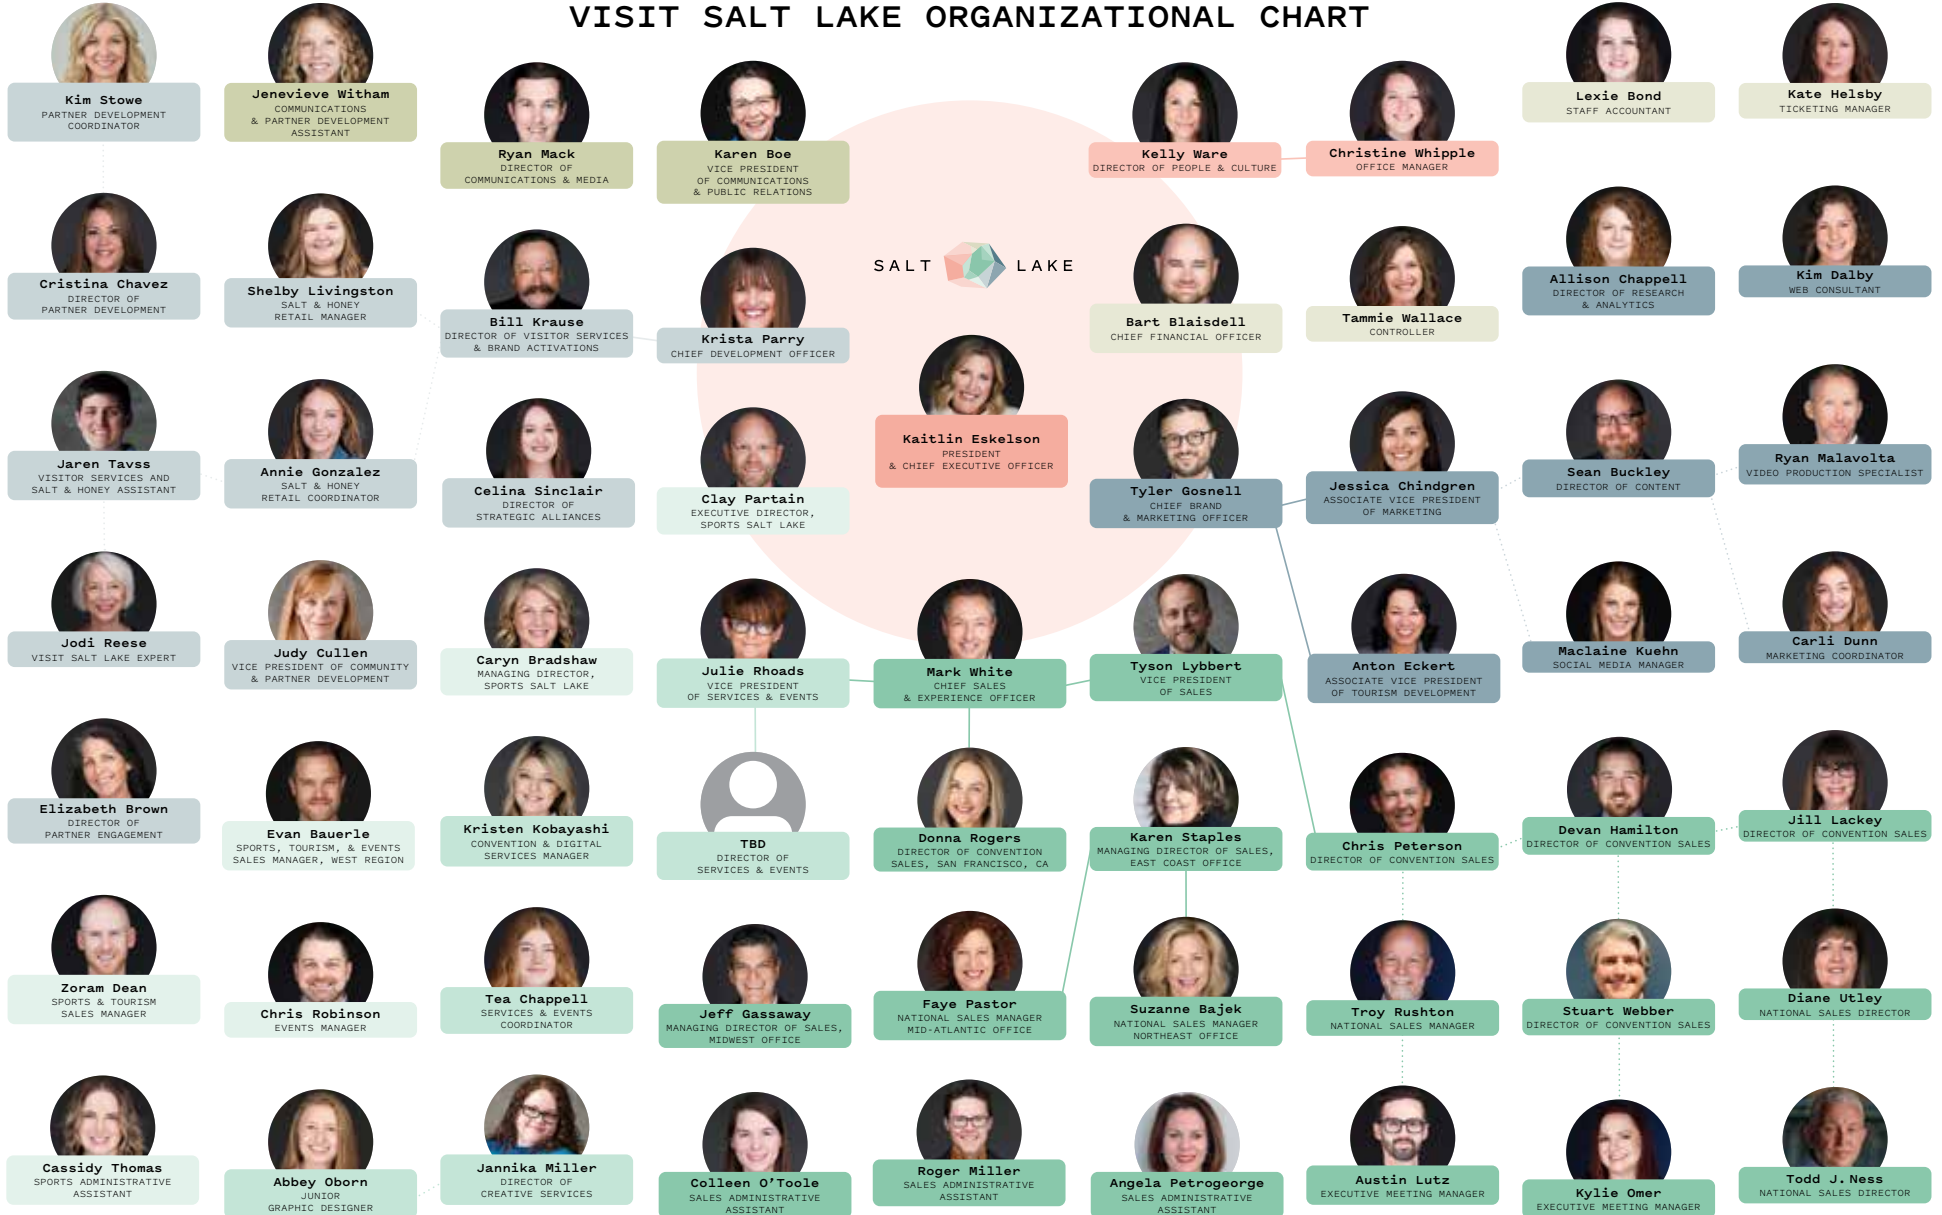 VISIT SALT LAKE ORGANIZATIONAL CHART
Kim Stowe
PARTNER DEVELOPMENT
COORDINATOR
Jenevieve Witham
COMMUNICATIONS
& PARTNER DEVELOPMENT
ASSISTANT
Ryan Mack
DIRECTOR OF
COMMUNICATIONS & MEDIA
Karen Boe
VICE PRESIDENT
OF COMMUNICATIONS
& PUBLIC RELATIONS
Kelly Ware
DIRECTOR OF PEOPLE & CULTURE
Christine Whipple
OFFICE MANAGER
Lexie Bond
STAFF ACCOUNTANT
Kate Helsby
TICKETING MANAGER
Cristina Chavez
DIRECTOR OF
PARTNER DEVELOPMENT
Shelby Livingston
SALT & HONEY
RETAIL MANAGER
Bill Krause
DIRECTOR OF VISITOR SERVICES
& BRAND ACTIVATIONS
Krista Parry
CHIEF DEVELOPMENT OFFICER
SALT LAKE
Bart Blaisdell
CHIEF FINANCIAL OFFICER
Tammie Wallace
CONTROLLER
Allison Chappell
DIRECTOR OF RESEARCH
& ANALYTICS
Kim Dalby
WEB CONSULTANT
Jaren Tavss
VISITOR SERVICES AND
SALT & HONEY ASSISTANT
Annie Gonzalez
SALT & HONEY
RETAIL COORDINATOR
Celina Sinclair
DIRECTOR OF
STRATEGIC ALLIANCES
Clay Partain
EXECUTIVE DIRECTOR,
SPORTS SALT LAKE
Kaitlin Eskelson
PRESIDENT
& CHIEF EXECUTIVE OFFICER
Tyler Gosnell
CHIEF BRAND
& MARKETING OFFICER
Jessica Chindgren
ASSOCIATE VICE PRESIDENT
OF MARKETING
Sean Buckley
DIRECTOR OF CONTENT
Ryan Malavolta
VIDEO PRODUCTION SPECIALIST
Jodi Reese
VISIT SALT LAKE EXPERT
Judy Cullen
VICE PRESIDENT OF COMMUNITY
& PARTNER DEVELOPMENT
Caryn Bradshaw
MANAGING DIRECTOR,
SPORTS SALT LAKE
Julie Rhoads
VICE PRESIDENT
OF SERVICES & EVENTS
Mark White
CHIEF SALES
& EXPERIENCE OFFICER
Tyson Lybbert
VICE PRESIDENT
OF SALES
Anton Eckert
ASSOCIATE VICE PRESIDENT
OF TOURISM DEVELOPMENT
Maclaine Kuehn
SOCIAL MEDIA MANAGER
Carli Dunn
MARKETING COORDINATOR
Elizabeth Brown
DIRECTOR OF
PARTNER ENGAGEMENT
Evan Bauerle
SPORTS, TOURISM, & EVENTS
SALES MANAGER, WEST REGION
Kristen Kobayashi
CONVENTION & DIGITAL
SERVICES MANAGER
TBD
DIRECTOR OF
SERVICES & EVENTS
Donna Rogers
DIRECTOR OF CONVENTION
SALES, SAN FRANCISCO, CA
Karen Staples
MANAGING DIRECTOR OF SALES,
EAST COAST OFFICE
Chris Peterson
DIRECTOR OF CONVENTION SALES
Devan Hamilton
DIRECTOR OF CONVENTION SALES
Jill Lackey
DIRECTOR OF CONVENTION SALES
Zoram Dean
SPORTS & TOURISM
SALES MANAGER
Chris Robinson
EVENTS MANAGER
Tea Chappell
SERVICES & EVENTS
COORDINATOR
Jeff Gassaway
MANAGING DIRECTOR OF SALES,
MIDWEST OFFICE
Faye Pastor
NATIONAL SALES MANAGER
MID-ATLANTIC OFFICE
Suzanne Bajek
NATIONAL SALES MANAGER
NORTHEAST OFFICE
Troy Rushton
NATIONAL SALES MANAGER
Stuart Webber
DIRECTOR OF CONVENTION SALES
Diane Utley
NATIONAL SALES DIRECTOR
Cassidy Thomas
SPORTS ADMINISTRATIVE
ASSISTANT
Abbey Oborn
JUNIOR
GRAPHIC DESIGNER
Jannika Miller
DIRECTOR OF
CREATIVE SERVICES
Colleen O'Toole
SALES ADMINISTRATIVE
ASSISTANT
Roger Miller
SALES ADMINISTRATIVE
ASSISTANT
Angela Petrogeorge
SALES ADMINISTRATIVE
ASSISTANT
Austin Lutz
EXECUTIVE MEETING MANAGER
Kylie Omer
EXECUTIVE MEETING MANAGER
Todd J. Ness
NATIONAL SALES DIRECTOR